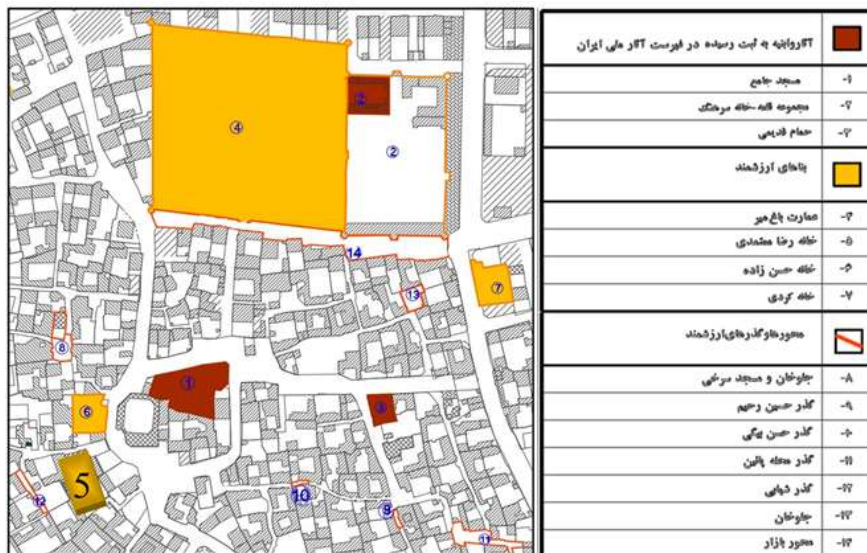 ④
②
②
14
13
7
8
①
6
③
5
12
10
9
11
آثار وابنیه به ثبت رسیده در فهرست آثار ملی ایران
۱- مسجد جامع
۲- مجموعه قلعه-خانه سرهنگ
۳- حمام قدیمی
بناهای ارزشمند
۴- عمارت باغ میر
۵- خانه رضا معتمدی
۶- خانه حسن زاده
۷- خانه کردی
محورها وگذرهای ارزشمند
۸- جلوخان و مسجد سرخی
۹- گذر حسین رحیم
۱۰- گذر حسن بیگی
۱۱- گذر محله پائین
۱۲- گذر شهابی
۱۳- جلوخان
۱۴- محور بازار